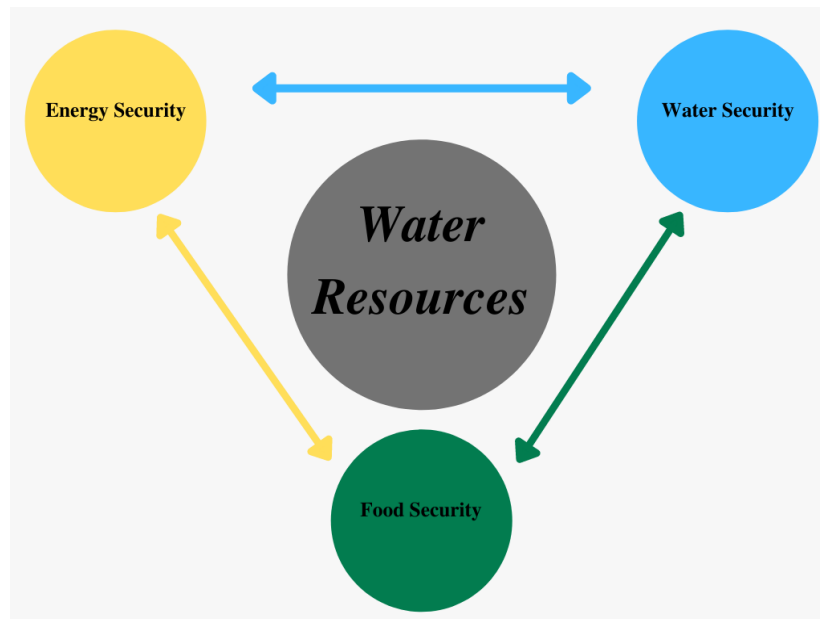 Energy Security
Water Security
Water
Resources
Food Security